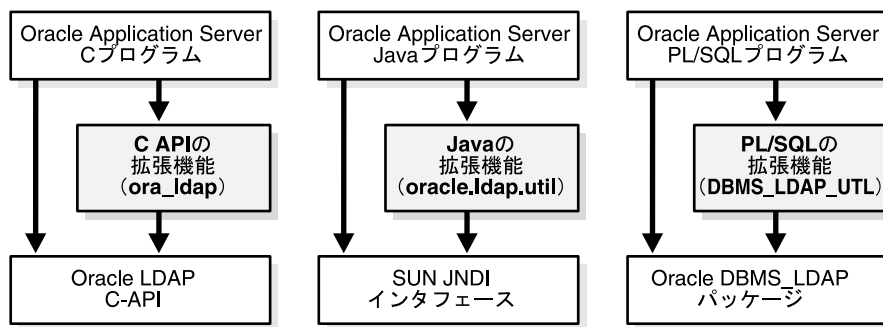 Oracle Application Server
Cプログラム
Oracle Application Server
Javaプログラム
Oracle Application Server
PL/SQLプログラム
C APIの
拡張機能
（ora_ldap）
Javaの
拡張機能
（oracle.ldap.util）
PL/SQLの
拡張機能
（DBMS_LDAP_UTL）
Oracle LDAP
C-API
SUN JNDI
インタフェース
Oracle DBMS_LDAP
パッケージ